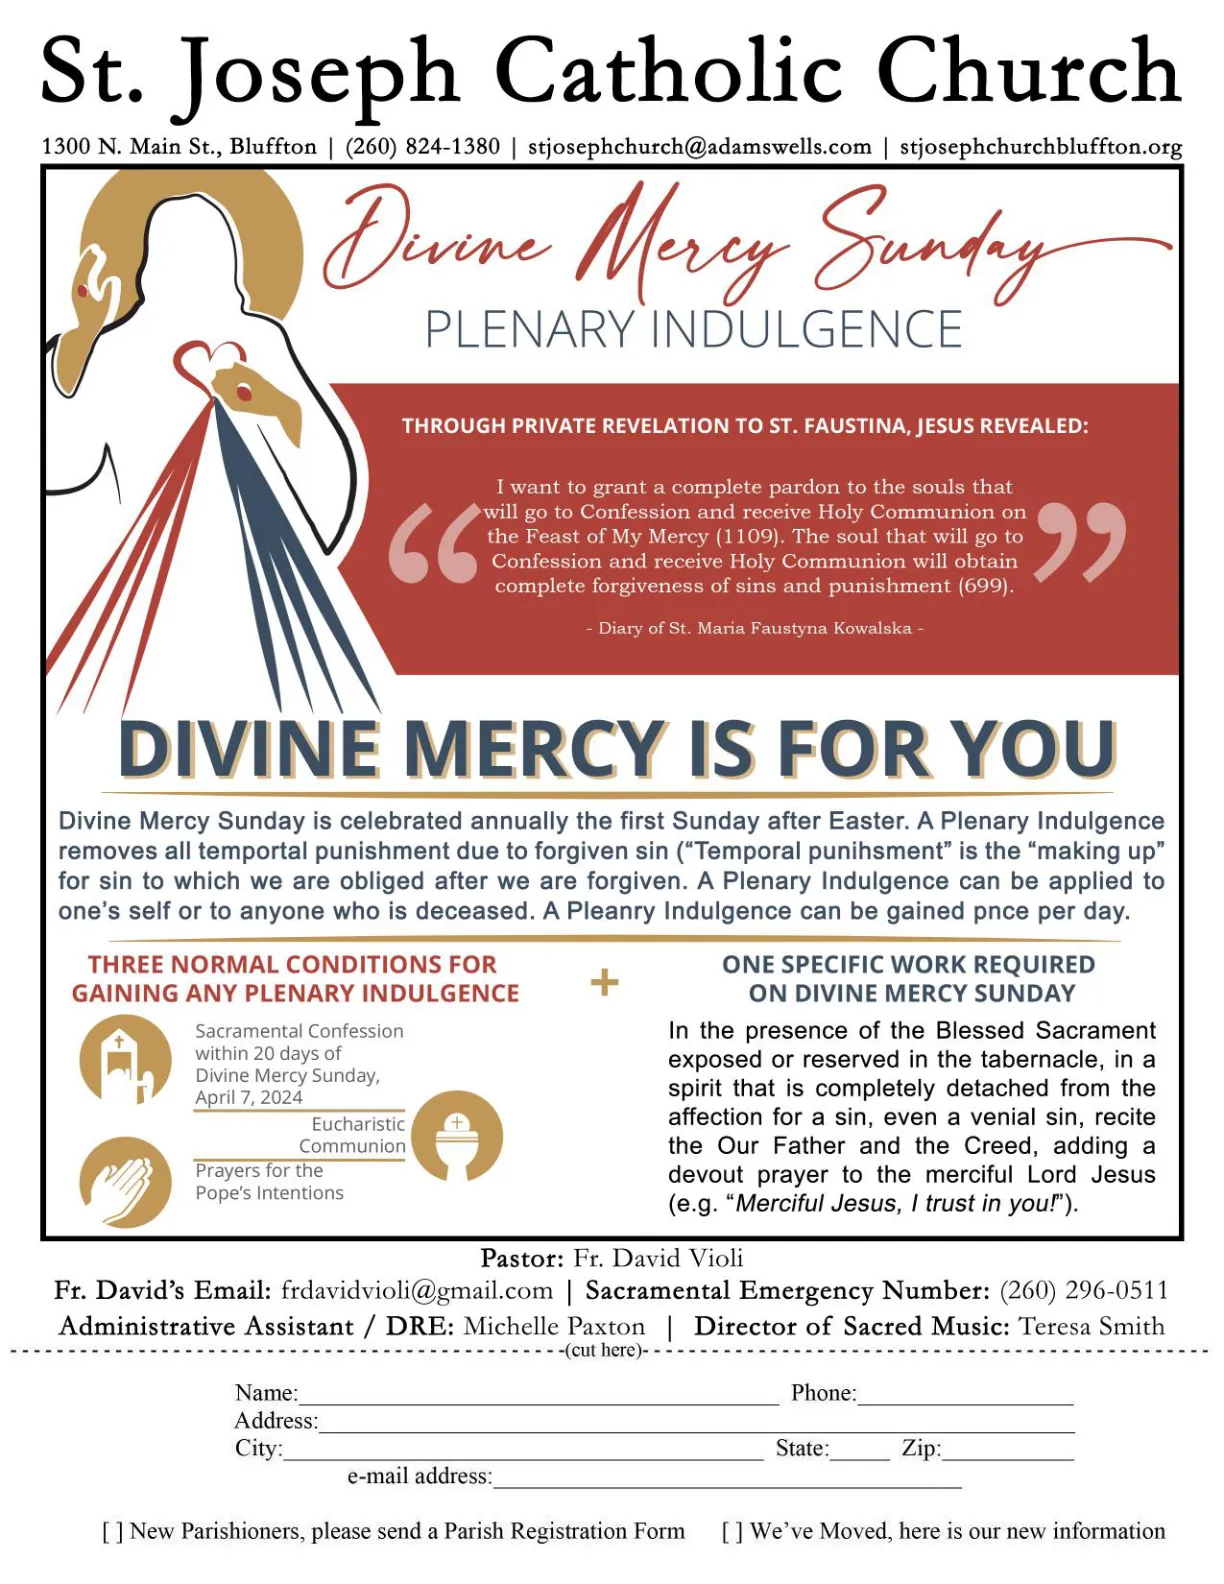 St. Joseph Catholic Church
1300 N. Main St., Bluffton | (260) 824-1380 | stjosephchurch@adamswells.com | stjosephchurchbluffton.org
Divine Mercy Sunday
PLENARY INDULGENCE
THROUGH PRIVATE REVELATION TO ST. FAUSTINA, JESUS REVEALED:
“I want to grant a complete pardon to the souls that
will go to Confession and receive Holy Communion on
the Feast of My Mercy (1109). The soul that will go to
Confession and receive Holy Communion will obtain
complete forgiveness of sins and punishment (699).”
- Diary of St. Maria Faustyna Kowalska -
DIVINE MERCY IS FOR YOU
Divine Mercy Sunday is celebrated annually the first Sunday after Easter. A Plenary Indulgence
removes all temportal punishment due to forgiven sin (“Temporal punihsment” is the “making up”
for sin to which we are obliged after we are forgiven. A Plenary Indulgence can be applied to
one’s self or to anyone who is deceased. A Pleanry Indulgence can be gained pnce per day.
THREE NORMAL CONDITIONS FOR
GAINING ANY PLENARY INDULGENCE
Sacramental Confession
within 20 days of
Divine Mercy Sunday,
April 7, 2024
Eucharistic
Communion
Prayers for the
Pope’s Intentions
+
ONE SPECIFIC WORK REQUIRED
ON DIVINE MERCY SUNDAY
In the presence of the Blessed Sacrament
exposed or reserved in the tabernacle, in a
spirit that is completely detached from the
affection for a sin, even a venial sin, recite
the Our Father and the Creed, adding a
devout prayer to the merciful Lord Jesus
(e.g. “Merciful Jesus, I trust in you!”).
Pastor: Fr. David Violi
Fr. David’s Email: frdavidvioli@gmail.com | Sacramental Emergency Number: (260) 296-0511
Administrative Assistant / DRE: Michelle Paxton | Director of Sacred Music: Teresa Smith
(cut here)
Name: Phone:
Address:
City: State: Zip:
e-mail address:
[ ] New Parishioners, please send a Parish Registration Form [ ] We’ve Moved, here is our new information